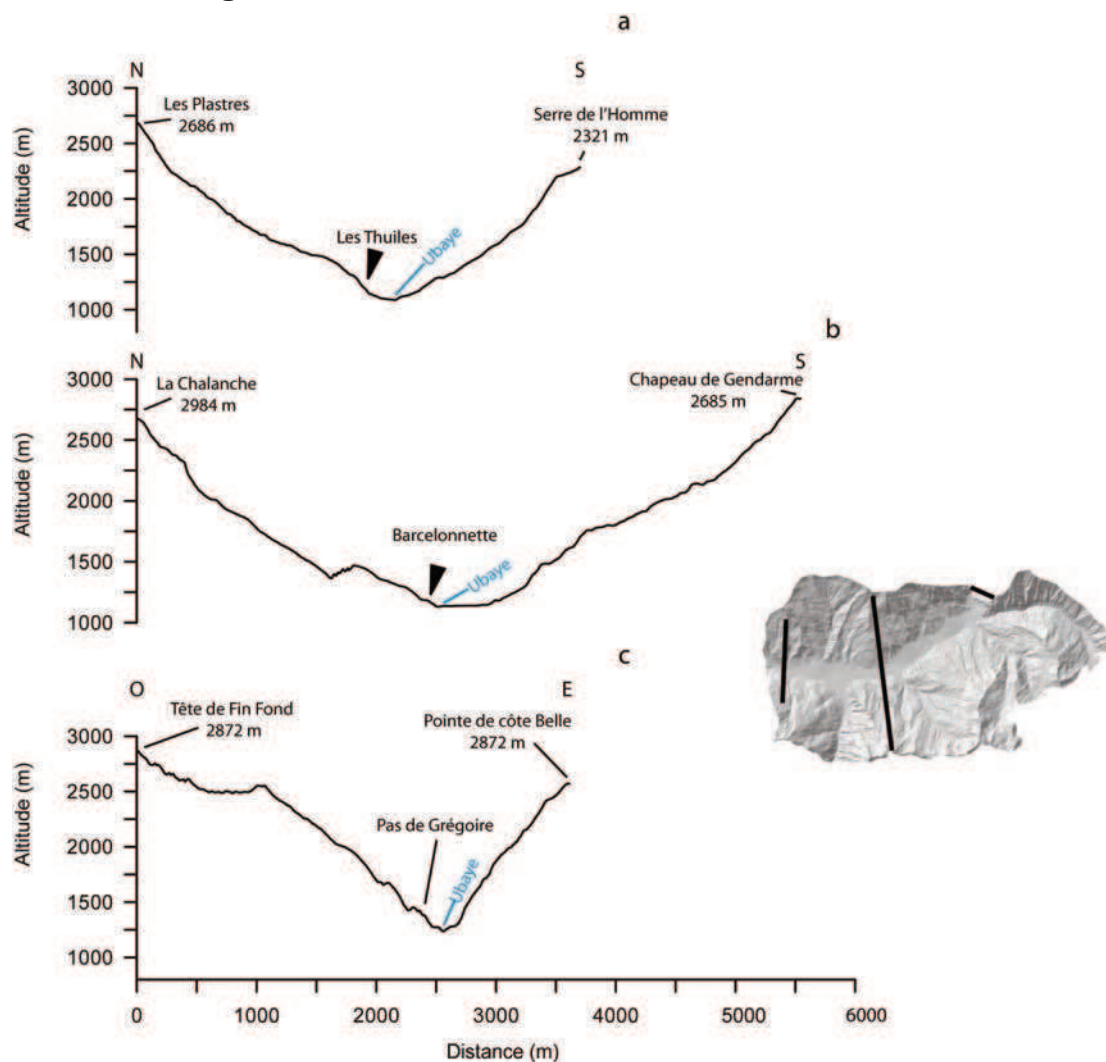 a
N
S
3000
2500
2000
1500
1000
Altitude (m)
Les Plastres
2686 m
Serre de l'Homme
2321 m
Les Thuiles
Ubaye
b
N
S
3000
2500
2000
1500
1000
Altitude (m)
La Chalanche
2984 m
Chapeau de Gendarme
2685 m
Barcelonnette
Ubaye
c
O
E
3000
2500
2000
1500
1000
Altitude (m)
Tête de Fin Fond
2872 m
Pointe de côte Belle
2872 m
Pas de Grégoire
Ubaye
0 1000 2000 3000 4000 5000 6000
Distance (m)